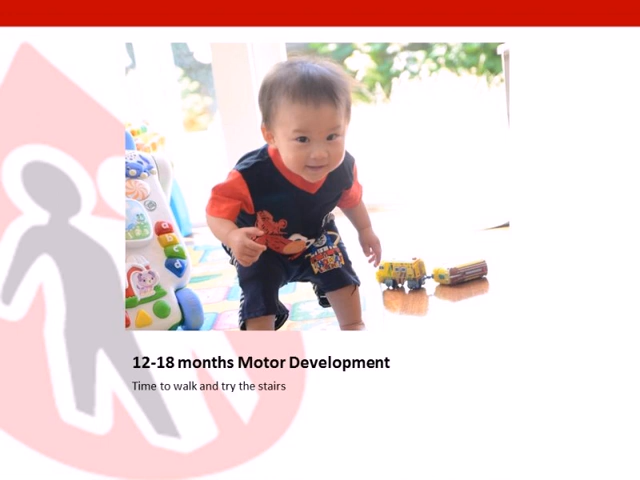 12-18 months Motor Development
Time to walk and try the stairs